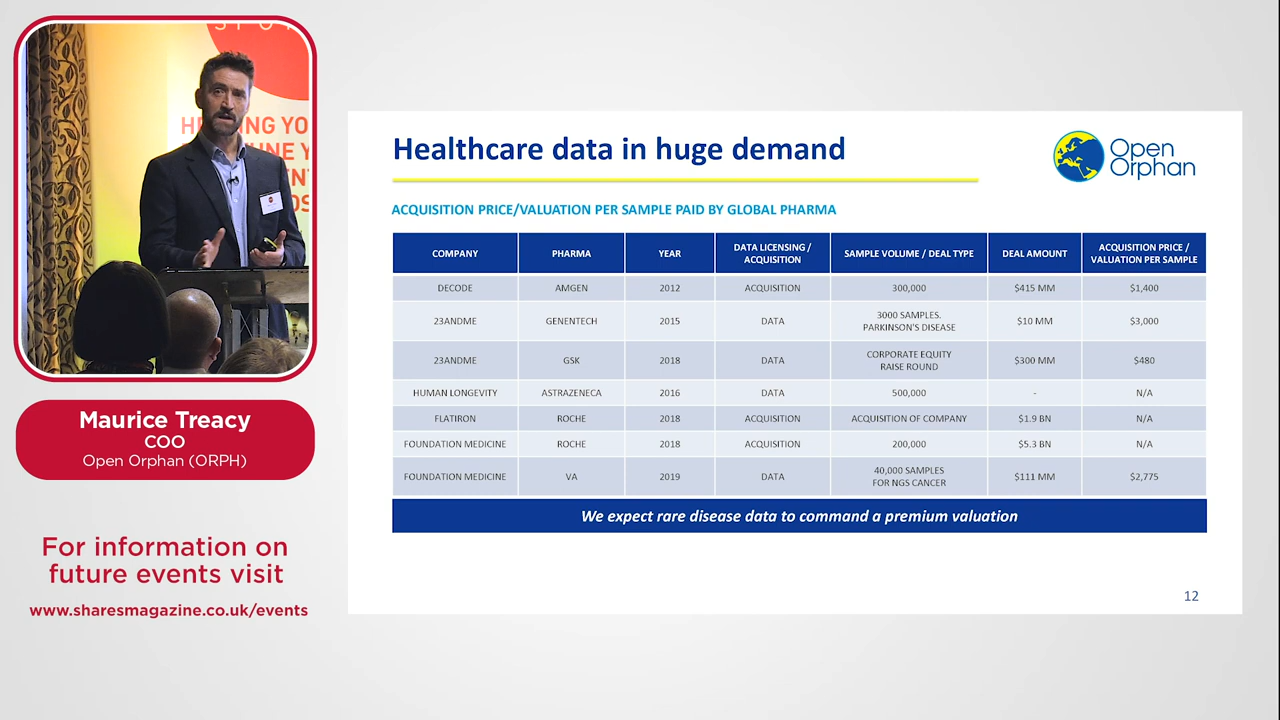 STO
HE NG YO
UNE Y
EN
OS
Maurice Treacy
COO
Open Orphan (ORPH)
For information on
future events visit
www.sharesmagazine.co.uk/events
Healthcare data in huge demand
Open
Orphan
ACQUISITION PRICE/VALUATION PER SAMPLE PAID BY GLOBAL PHARMA
COMPANY PHARMA YEAR DATA LICENSING / ACQUISITION SAMPLE VOLUME / DEAL TYPE DEAL AMOUNT ACQUISITION PRICE / VALUATION PER SAMPLE
DECODE AMGEN 2012 ACQUISITION 300,000 $415 MM $1,400
23ANDME GENENTECH 2015 DATA 3000 SAMPLES. PARKINSON'S DISEASE $10 MM $3,000
23ANDME GSK 2018 DATA CORPORATE EQUITY RAISE ROUND $300 MM $480
HUMAN LONGEVITY ASTRAZENECA 2016 DATA 500,000 - N/A
FLATIRON ROCHE 2018 ACQUISITION ACQUISITION OF COMPANY $1.9 BN N/A
FOUNDATION MEDICINE ROCHE 2018 ACQUISITION 200,000 $5.3 BN N/A
FOUNDATION MEDICINE VA 2019 DATA 40,000 SAMPLES FOR NGS CANCER $111 MM $2,775
We expect rare disease data to command a premium valuation
12